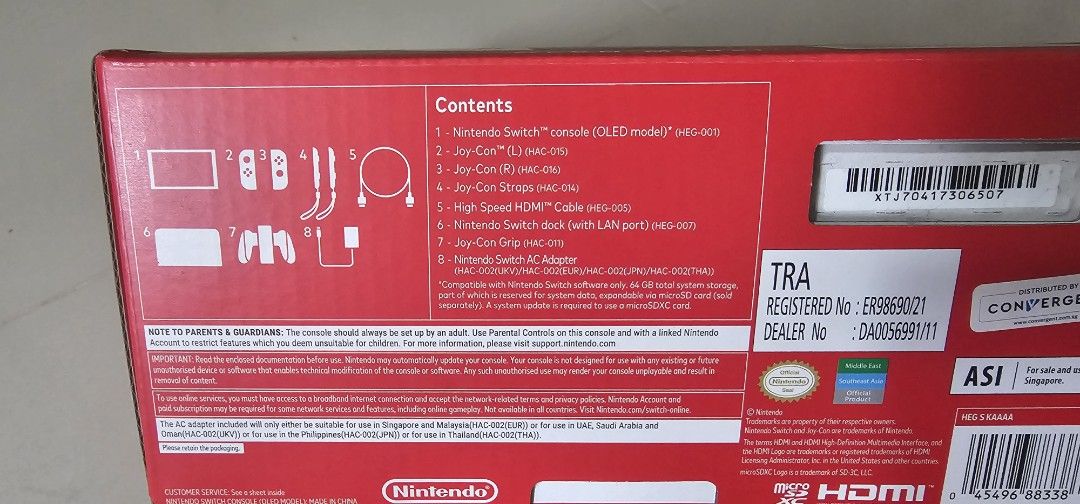 Contents
1 - Nintendo Switch™ console (OLED model)* (HEG-001)
2 - Joy-Con™ (L) (HAC-015)
3 - Joy-Con (R) (HAC-016)
4 - Joy-Con Straps (HAC-014)
5 - High Speed HDMI™ Cable (HEG-005)
6 - Nintendo Switch dock (with LAN port) (HEG-007)
7 - Joy-Con Grip (HAC-011)
8 - Nintendo Switch AC Adapter
(HAC-002(UKV)/HAC-002(EUR)/HAC-002(JPN)/HAC-002(THA))
*Compatible with Nintendo Switch software only. 64 GB total system storage,
part of which is reserved for system data, expandable via microSD card (sold
separately). A system update is required to use a microSDXC card.
1
2
3
4
5
6
7
8
NOTE TO PARENTS & GUARDIANS: The console should always be set up by an adult. Use Parental Controls on this console and with a linked Nintendo
Account to restrict features which you deem unsuitable for children. For more information, please visit support.nintendo.com
IMPORTANT: Read the enclosed documentation before use. Nintendo may automatically update your console. Your console is not designed for use with any existing or future
unauthorised device or software that enables technical modification of the console or software. Any such unauthorised use may render your console unplayable and result in
removal of content.
To use online services, you must have access to a broadband internet connection and accept the network-related terms and privacy policies. Nintendo Account and
paid subscription may be required for some network services and features, including online gameplay. Not available in all countries. Visit Nintendo.com/switch-online.
The AC adapter included will only either be suitable for use in Singapore and Malaysia(HAC-002(EUR)) or for use in UAE, Saudi Arabia and
Oman(HAC-002(UKV)) or for use in the Philippines(HAC-002(JPN)) or for use in Thailand(HAC-002(THA)).
Please retain the packaging.
CUSTOMER SERVICE: See a sheet inside
NINTENDO SWITCH CONSOLE (OLED MODEL): MADE IN CHINA
Nintendo
XTJ70417306507
TRA
REGISTERED No : ER98690/21
DEALER No : DA0056991/11
DISTRIBUTED BY
CONVERGE
www.convergent.com.sg
Official
Nintendo
Seal
Middle East
Southeast Asia
Official
Product
ASI
For sale and us
Singapore.
© Nintendo
Trademarks are property of their respective owners.
Nintendo Switch and Joy-Con are trademarks of Nintendo.
The terms HDMI and HDMI High-Definition Multimedia Interface, and
the HDMI Logo are trademarks or registered trademarks of HDMI
Licensing Administrator, Inc. in the United States and other countries.
microSDXC Logo is a trademark of SD-3C, LLC.
HEG S KAAAA
0 45496 88338
micro
SD
XC
HDMI